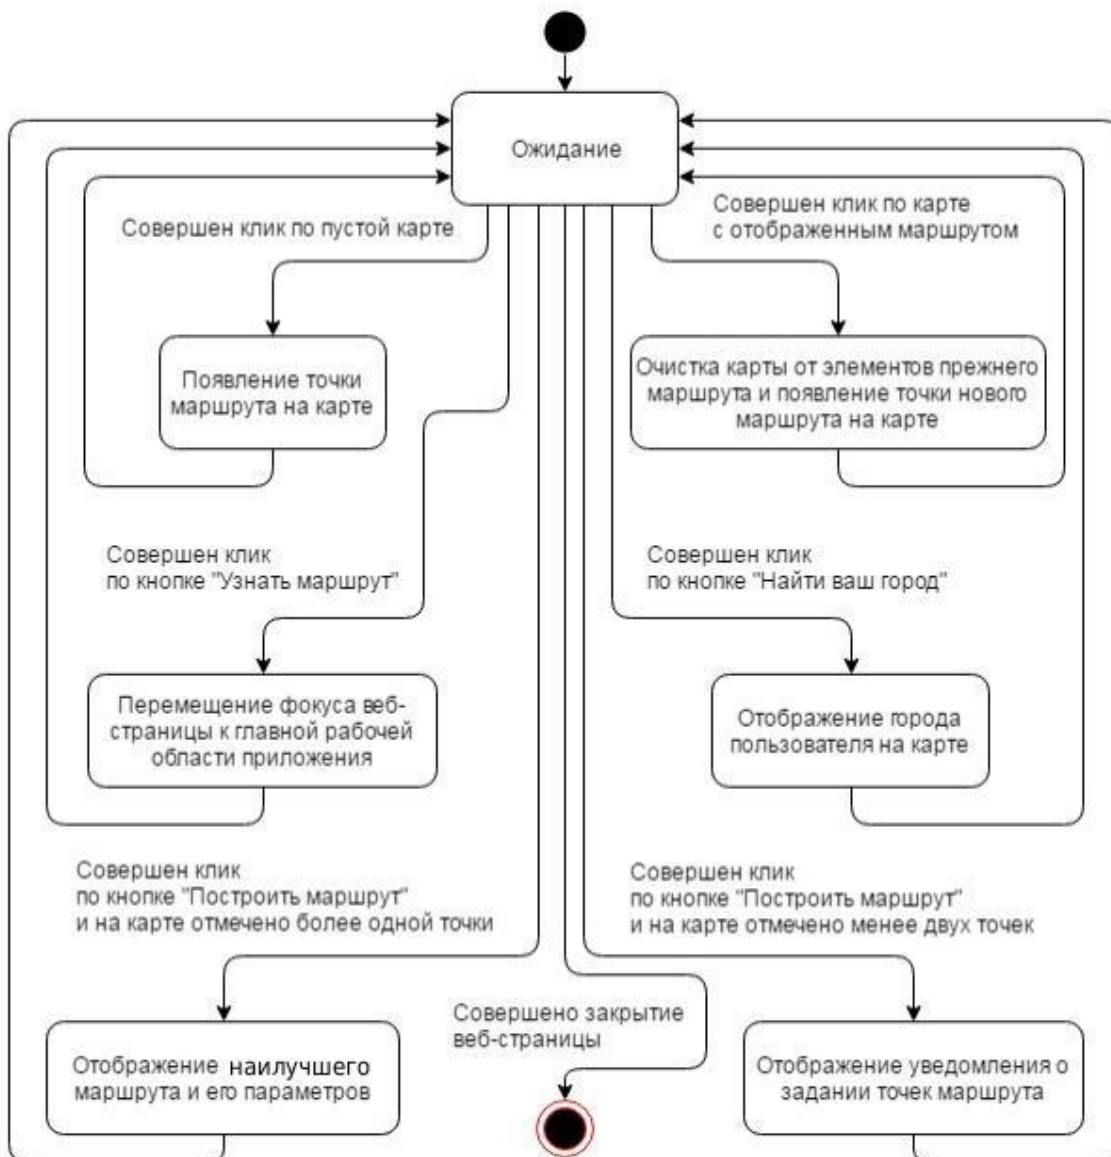 Ожидание
Совершен клик по пустой карте
Совершен клик по карте
с отображенным маршрутом
Появление точки
маршрута на карте
Очистка карты от элементов прежнего
маршрута и появление точки нового
маршрута на карте
Совершен клик
по кнопке "Узнать маршрут"
Совершен клик
по кнопке "Найти ваш город"
Перемещение фокуса веб-
страницы к главной рабочей
области приложения
Отображение города
пользователя на карте
Совершен клик
по кнопке "Построить маршрут"
и на карте отмечено более одной точки
Совершен клик
по кнопке "Построить маршрут"
и на карте отмечено менее двух точек
Совершено закрытие
веб-страницы
Отображение наилучшего
маршрута и его параметров
Отображение уведомления о
задании точек маршрута